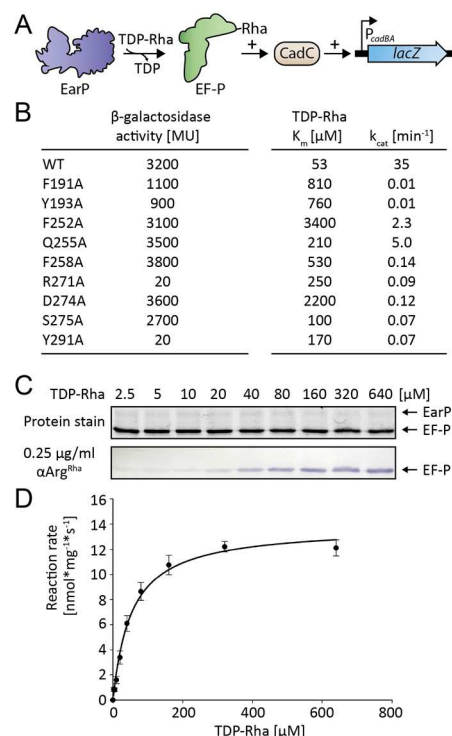 A
TDP-Rha
TDP
EarP
Rha
EF-P
+
CadC
+
PcadBA
lacZ
B
β-galactosidase activity [MU] TDP-Rha Km [µM] kcat [min-1]
WT 3200 53 35
F191A 1100 810 0.01
Y193A 900 760 0.01
F252A 3100 3400 2.3
Q255A 3500 210 5.0
F258A 3800 530 0.14
R271A 20 250 0.09
D274A 3600 2200 0.12
S275A 2700 100 0.07
Y291A 20 170 0.07
C
TDP-Rha 2.5 5 10 20 40 80 160 320 640 [µM]
Protein stain
EarP
EF-P
0.25 µg/ml
αArgRha
EF-P
D
Reaction rate
[nmol*mg-1*s-1]
16
14
12
10
8
6
4
2
0
0 200 400 600 800
TDP-Rha [µM]